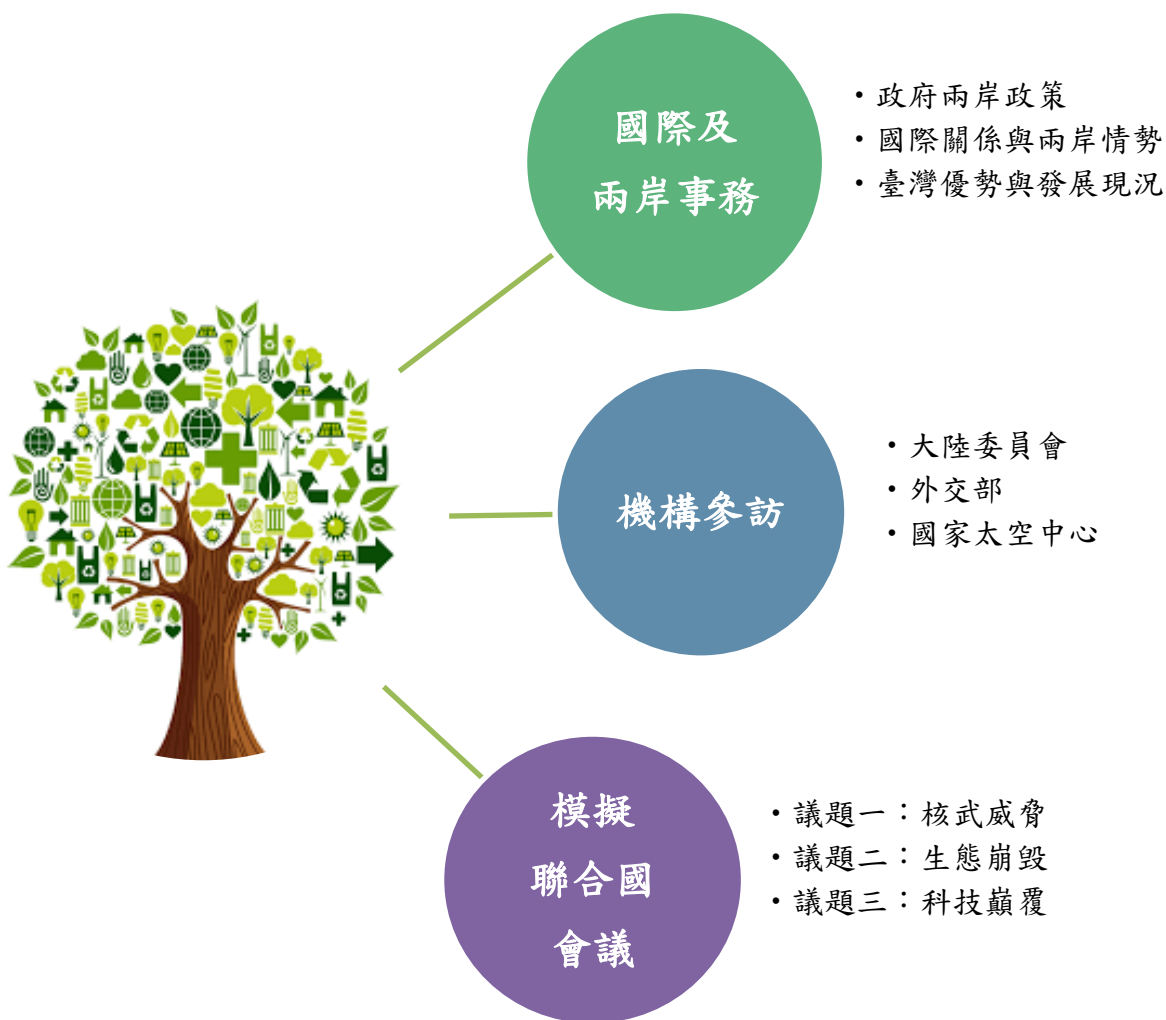 國際及
兩岸事務
・政府兩岸政策
・國際關係與兩岸情勢
・臺灣優勢與發展現況
機構參訪
・大陸委員會
・外交部
・國家太空中心
模擬
聯合國
會議
・議題一：核武威脅
・議題二：生態崩毀
・議題三：科技巔覆